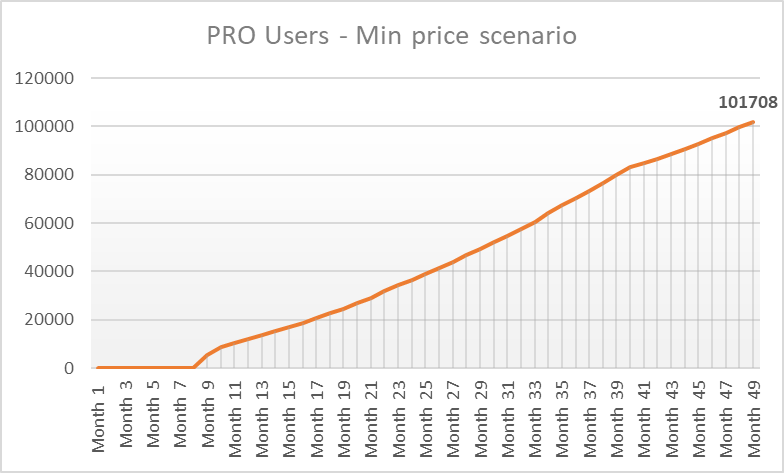 PRO Users - Min price scenario
120000
101708
100000
80000
60000
40000
20000
0
Month 1
Month 3
Month 5
Month 7
Month 9
Month 11
Month 13
Month 15
Month 17
Month 19
Month 21
Month 23
Month 25
Month 27
Month 29
Month 31
Month 33
Month 35
Month 37
Month 39
Month 41
Month 43
Month 45
Month 47
Month 49